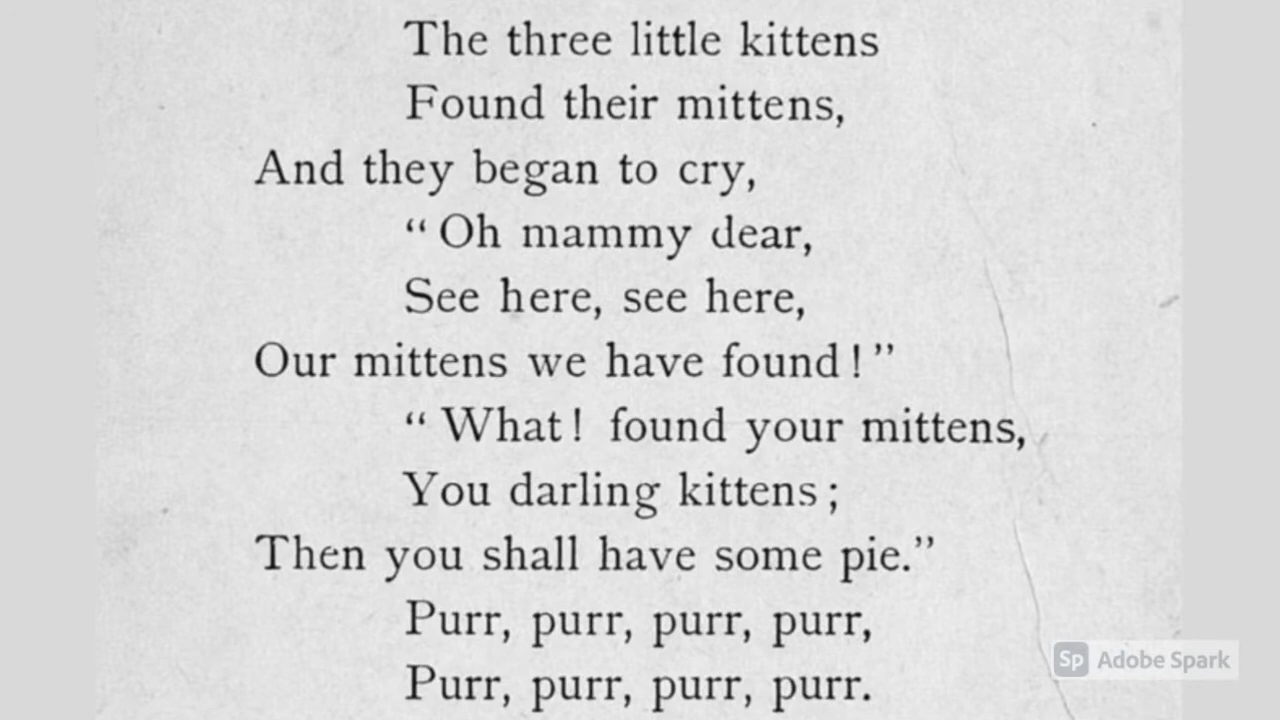 The three little kittens
Found their mittens,
And they began to cry,
“ Oh mammy dear,
See here, see here,
Our mittens we have found ! ”
“ What ! found your mittens,
You darling kittens ;
Then you shall have some pie.”
Purr, purr, purr, purr,
Purr, purr, purr, purr.
Sp Adobe Spark